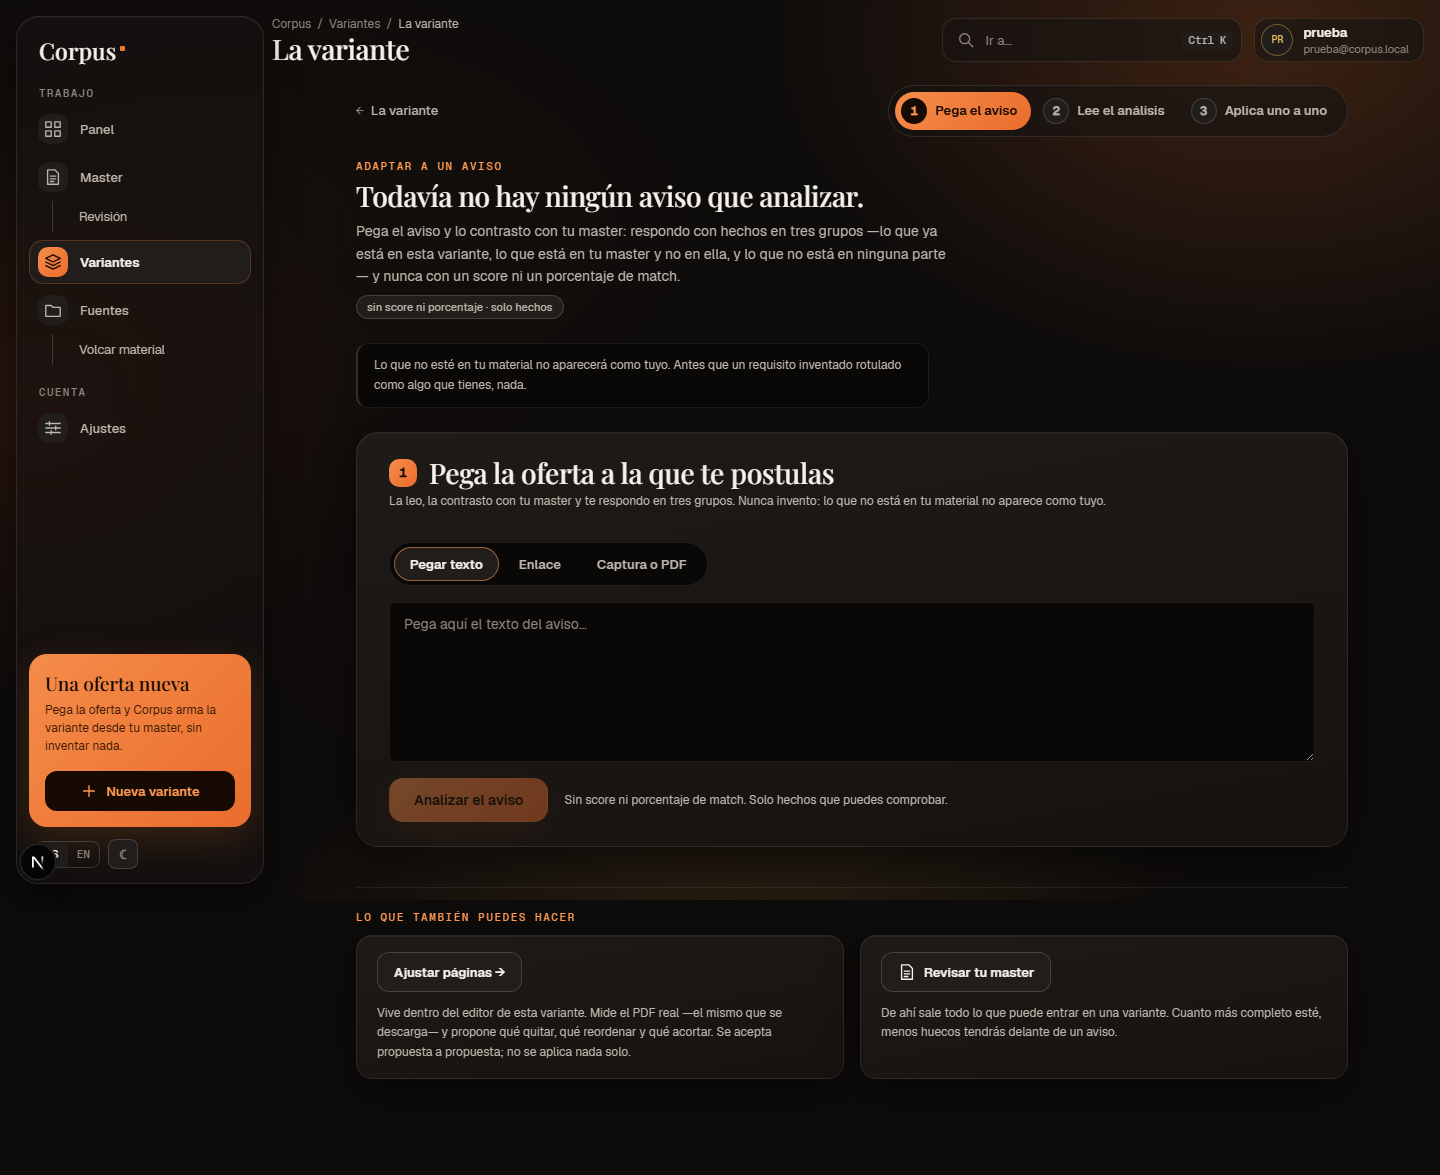 Corpus
TRABAJO
Panel
Master
Revisión
Variantes
Fuentes
Volcar material
CUENTA
Ajustes
Una oferta nueva
Pega la oferta y Corpus arma la
variante desde tu master, sin
inventar nada.
+ Nueva variante
N
S EN
Corpus / Variantes / La variante
La variante
Ir a...
Ctrl K
PR
prueba
prueba@corpus.local
← La variante
1 Pega el aviso
2 Lee el análisis
3 Aplica uno a uno
ADAPTAR A UN AVISO
Todavía no hay ningún aviso que analizar.
Pega el aviso y lo contrasto con tu master: respondo con hechos en tres grupos —lo que ya
está en esta variante, lo que está en tu master y no en ella, y lo que no está en ninguna parte
— y nunca con un score ni un porcentaje de match.
sin score ni porcentaje · solo hechos
Lo que no esté en tu material no aparecerá como tuyo. Antes que un requisito inventado rotulado
como algo que tienes, nada.
1 Pega la oferta a la que te postulas
La leo, la contrasto con tu master y te respondo en tres grupos. Nunca invento: lo que no está en tu material no aparece como tuyo.
Pegar texto
Enlace
Captura o PDF
Pega aquí el texto del aviso...
Analizar el aviso
Sin score ni porcentaje de match. Solo hechos que puedes comprobar.
LO QUE TAMBIÉN PUEDES HACER
Ajustar páginas →
Vive dentro del editor de esta variante. Mide el PDF real —el mismo que se
descarga— y propone qué quitar, qué reordenar y qué acortar. Se acepta
propuesta a propuesta; no se aplica nada solo.
Revisar tu master
De ahí sale todo lo que puede entrar en una variante. Cuanto más completo esté,
menos huecos tendrás delante de un aviso.